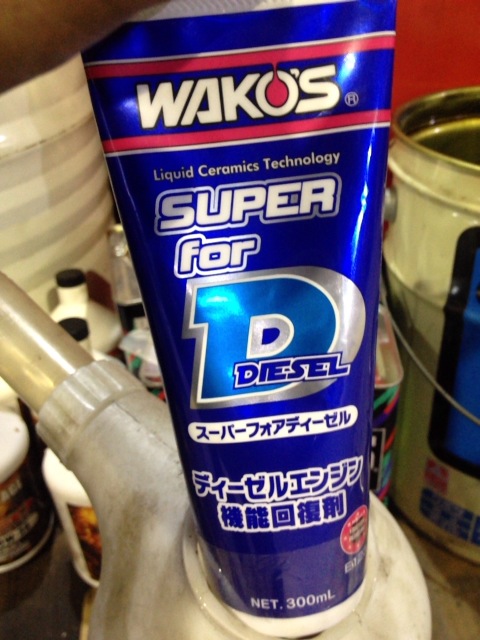 WAKO'S®
Liquid Ceramics Technology
SUPER
for
D
DIESEL
スーパーフォアディーゼル
ディーゼルエンジン
機能回復剤
NET. 300mL